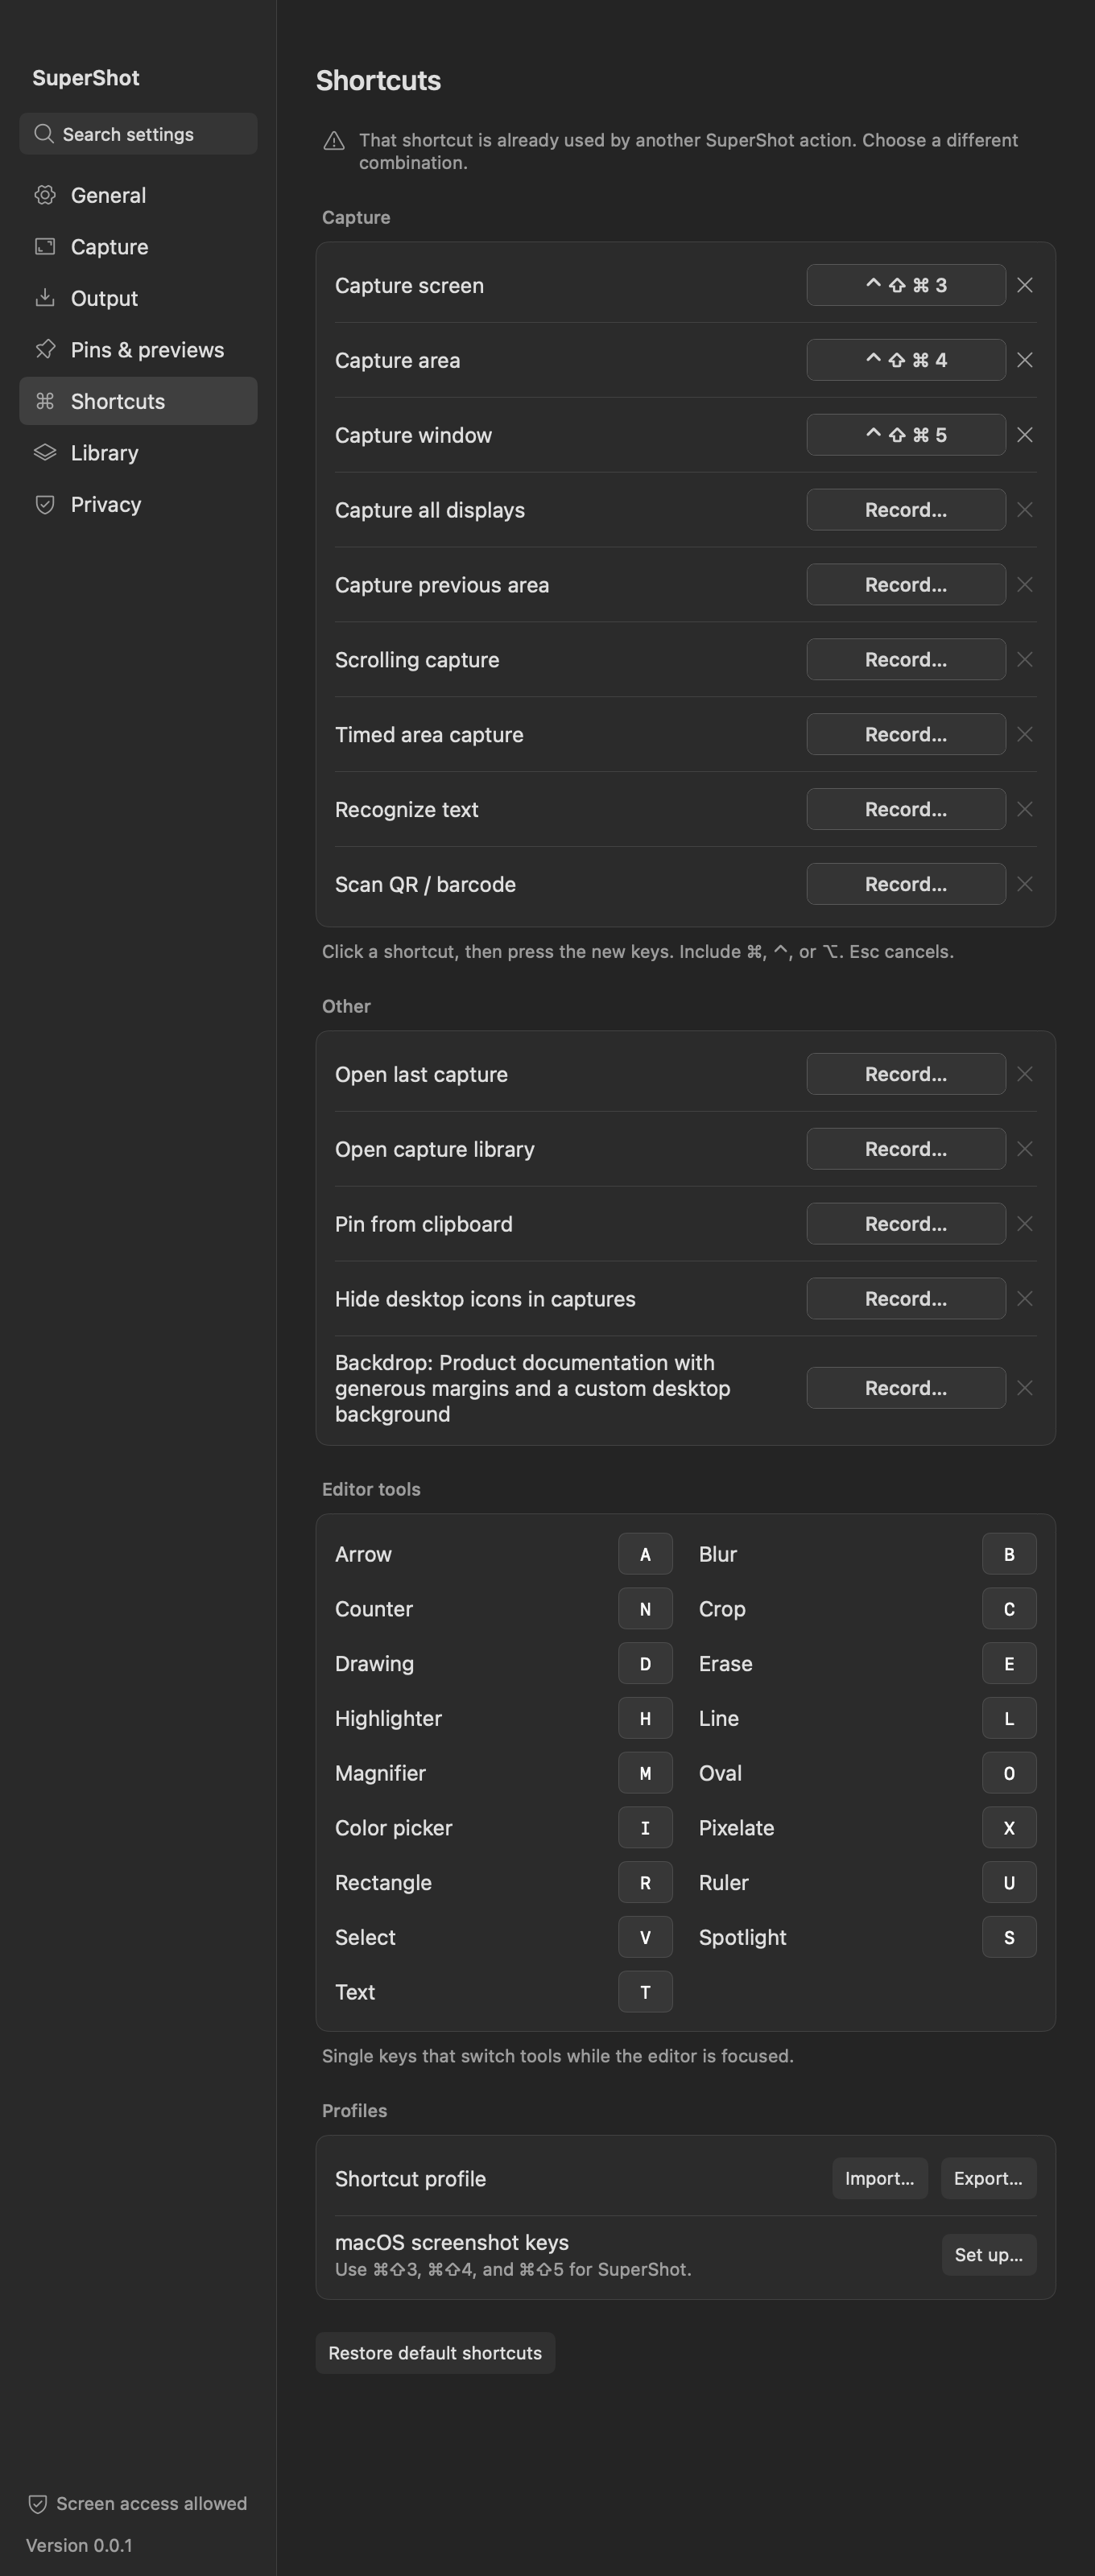 SuperShot
Search settings
General
Capture
Output
Pins & previews
⌘ Shortcuts
Library
Privacy
Screen access allowed
Version 0.0.1
Shortcuts
That shortcut is already used by another SuperShot action. Choose a different
combination.
Capture
Capture screen ⌃ ⇧ ⌘ 3
Capture area ⌃ ⇧ ⌘ 4
Capture window ⌃ ⇧ ⌘ 5
Capture all displays Record...
Capture previous area Record...
Scrolling capture Record...
Timed area capture Record...
Recognize text Record...
Scan QR / barcode Record...
Click a shortcut, then press the new keys. Include ⌘, ⌃, or ⌥. Esc cancels.
Other
Open last capture Record...
Open capture library Record...
Pin from clipboard Record...
Hide desktop icons in captures Record...
Backdrop: Product documentation with
generous margins and a custom desktop Record...
background
Editor tools
Arrow A Blur B
Counter N Crop C
Drawing D Erase E
Highlighter H Line L
Magnifier M Oval O
Color picker I Pixelate X
Rectangle R Ruler U
Select V Spotlight S
Text T
Single keys that switch tools while the editor is focused.
Profiles
Shortcut profile Import... Export...
macOS screenshot keys
Use ⌘⇧3, ⌘⇧4, and ⌘⇧5 for SuperShot. Set up...
Restore default shortcuts